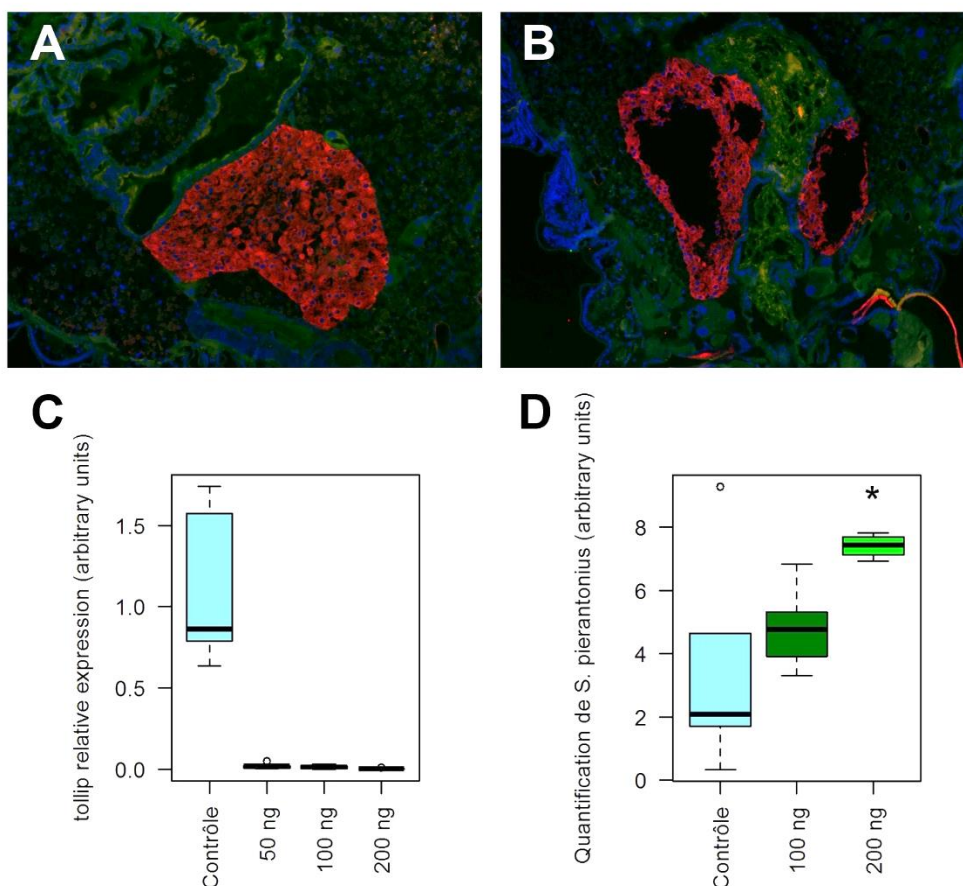 A
B
C
tollip relative expression (arbitrary units)
1.5
1.0
0.5
0.0
Contrôle
50 ng
100 ng
200 ng
D
Quantification de S. pierantonius (arbitrary units)
8
6
4
2
0
*
Contrôle
100 ng
200 ng